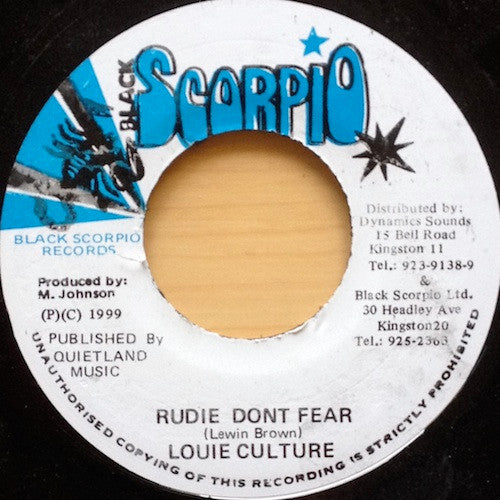 BLACK
SCORPIO
BLACK SCORPIO
RECORDS
Produced by:
M. Johnson
(P)(C) 1999
PUBLISHED By
QUIETLAND
MUSIC
Distributed by:
Dynamics Sounds
15 Bell Road
Kingston 11
Tel.: 923-9138-9
&
Black Scorpio Ltd.
30 Headley Ave
Kingston20
Tel.: 925-2363
RUDIE DONT FEAR
(Lewin Brown)
LOUIE CULTURE
UNAUTHORISED COPYING OF THIS RECORDING IS STRICTLY PROHIBITED